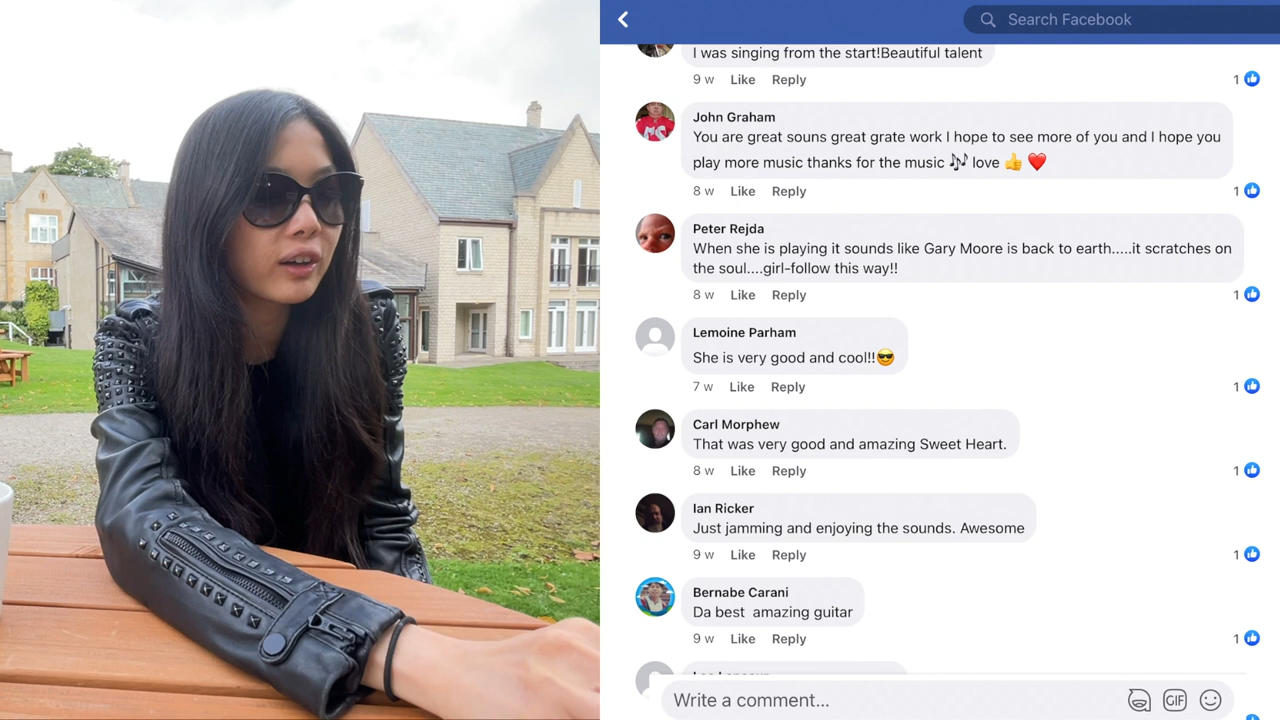 Search Facebook
I was singing from the start!Beautiful talent
9 w Like Reply 1
John Graham
You are great souns great grate work I hope to see more of you and I hope you
play more music thanks for the music 🎶 love 👍 ❤️
8 w Like Reply 1
Peter Rejda
When she is playing it sounds like Gary Moore is back to earth.....it scratches on
the soul....girl-follow this way!!
8 w Like Reply 1
Lemoine Parham
She is very good and cool!!😎
7 w Like Reply 1
Carl Morphew
That was very good and amazing Sweet Heart.
8 w Like Reply 1
Ian Ricker
Just jamming and enjoying the sounds. Awesome
9 w Like Reply 1
Bernabe Carani
Da best amazing guitar
9 w Like Reply 1
Write a comment...
GIF